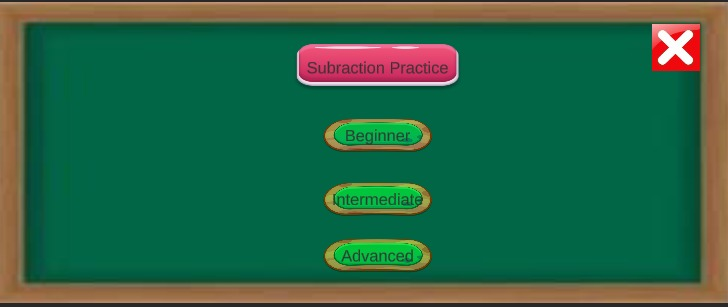 Subraction Practice
Beginner
Intermediate
Advanced